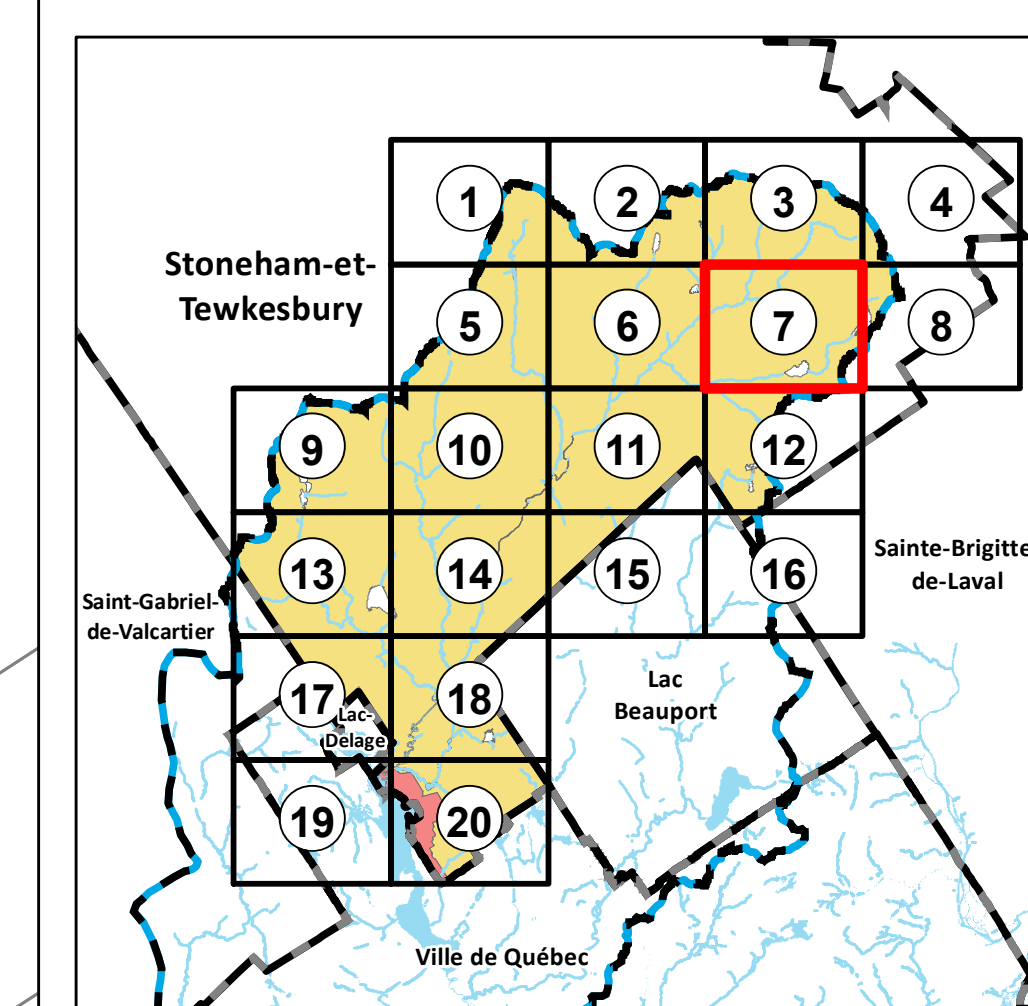 1
2
3
4
Stoneham-et-
Tewkesbury
5
6
7
8
9
10
11
12
13
14
15
16
Sainte-Brigitte
de-Laval
Saint-Gabriel-
de-Valcartier
17
18
Lac-
Delage
Lac
Beauport
19
20
Ville de Québec